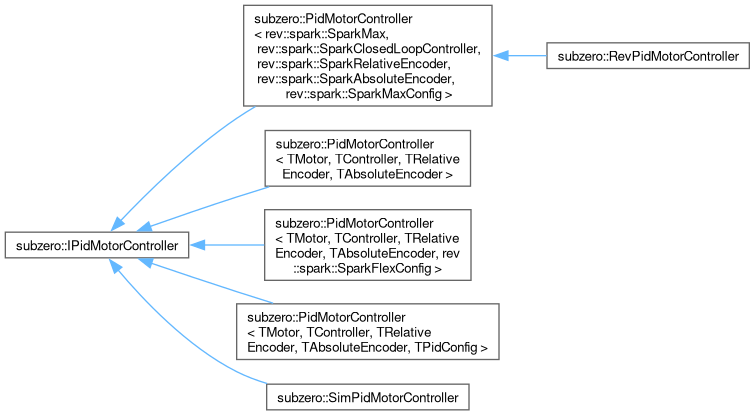 subzero::PidMotorController
< rev::spark::SparkMax,
rev::spark::SparkClosedLoopController,
rev::spark::SparkRelativeEncoder,
rev::spark::SparkAbsoluteEncoder,
rev::spark::SparkMaxConfig >
subzero::RevPidMotorController
subzero::PidMotorController
< TMotor, TController, TRelative
Encoder, TAbsoluteEncoder >
subzero::IPidMotorController
subzero::PidMotorController
< TMotor, TController, TRelative
Encoder, TAbsoluteEncoder, rev
::spark::SparkFlexConfig >
subzero::PidMotorController
< TMotor, TController, TRelative
Encoder, TAbsoluteEncoder, TPidConfig >
subzero::SimPidMotorController